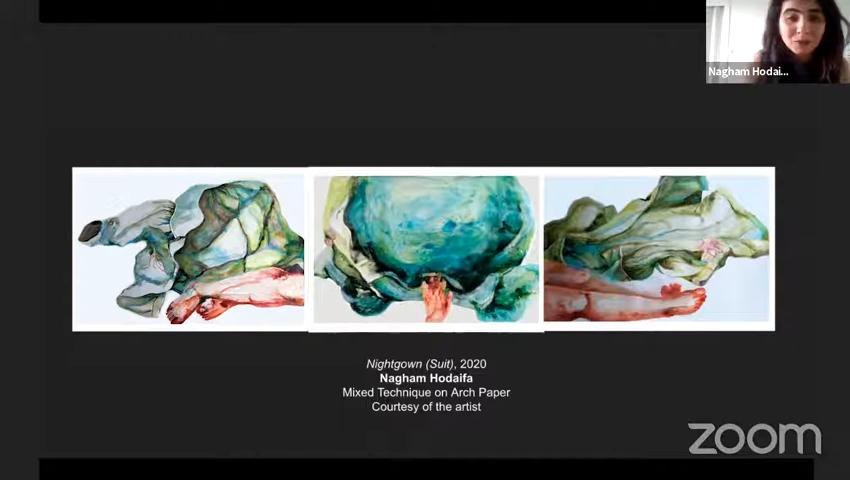 Nagham Hodai...
Nightgown (Suit), 2020
Nagham Hodaifa
Mixed Technique on Arch Paper
Courtesy of the artist
zoom